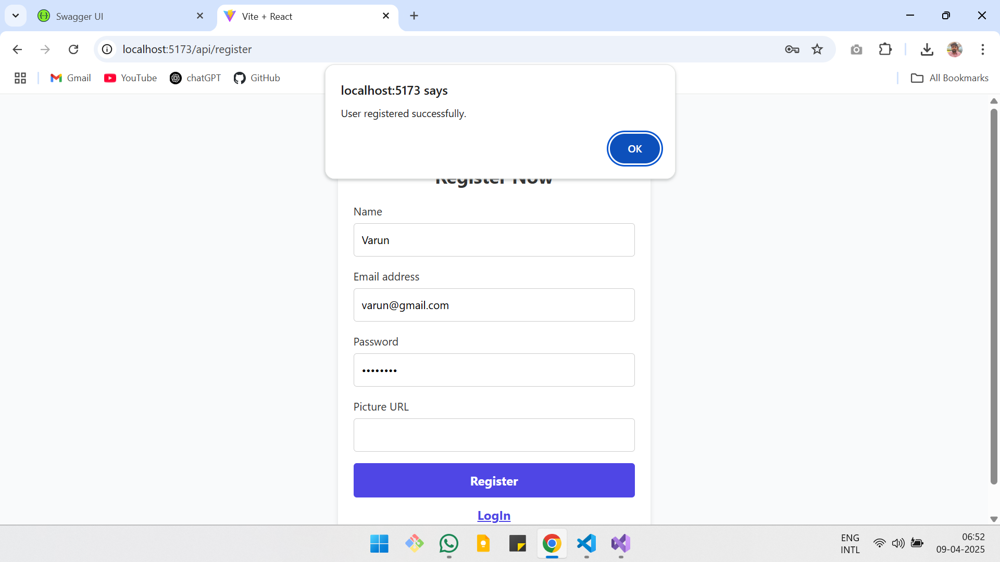 Swagger UI
Vite + React
localhost:5173/api/register
Gmail
YouTube
chatGPT
GitHub
All Bookmarks
localhost:5173 says
User registered successfully.
OK
Register Now
Name
Varun
Email address
varun@gmail.com
Password
••••••••
Picture URL
Register
LogIn
ENG
INTL
06:52
09-04-2025